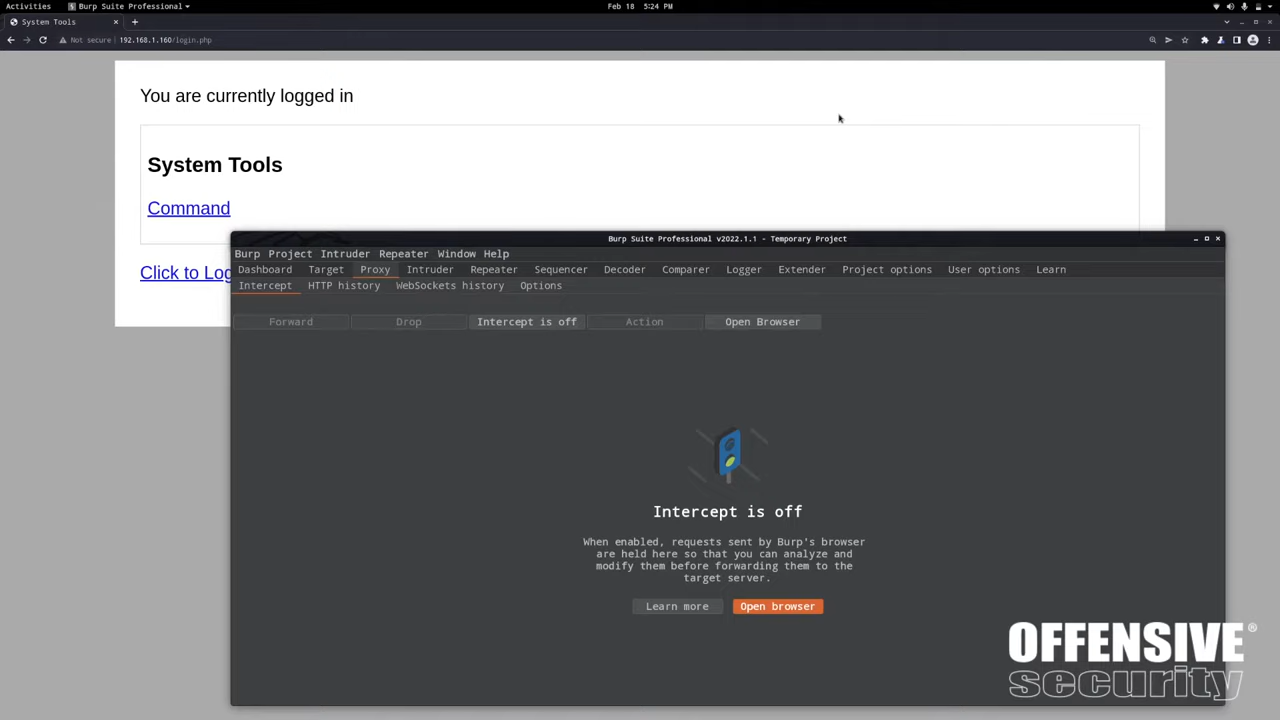 Activities Burp Suite Professional Feb 18 5:24 PM
System Tools
Not secure 192.168.1.160/login.php
You are currently logged in
System Tools
Command
Click to Log
Burp Suite Professional v2022.1.1 - Temporary Project
Burp Project Intruder Repeater Window Help
Dashboard Target Proxy Intruder Repeater Sequencer Decoder Comparer Logger Extender Project options User options Learn
Intercept HTTP history WebSockets history Options
Forward Drop Intercept is off Action Open Browser
Intercept is off
When enabled, requests sent by Burp's browser
are held here so that you can analyze and
modify them before forwarding them to the
target server.
Learn more Open browser
OFFENSIVE®
security